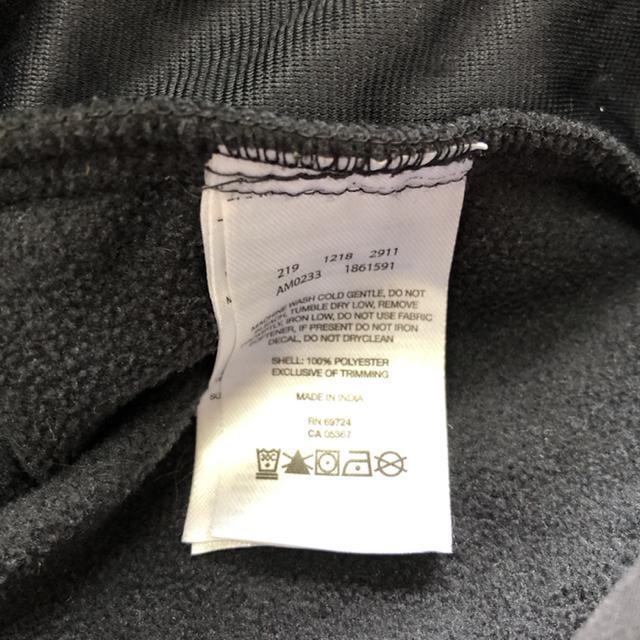 219 1218 2911
AM0233 1861591
MACHINE WASH COLD GENTLE, DO NOT
TUMBLE DRY LOW, REMOVE
IRON LOW, DO NOT USE FABRIC
SOFTENER, IF PRESENT DO NOT IRON
DECAL, DO NOT DRYCLEAN
SHELL: 100% POLYESTER
EXCLUSIVE OF TRIMMING
MADE IN INDIA
RN 69724
CA 05367